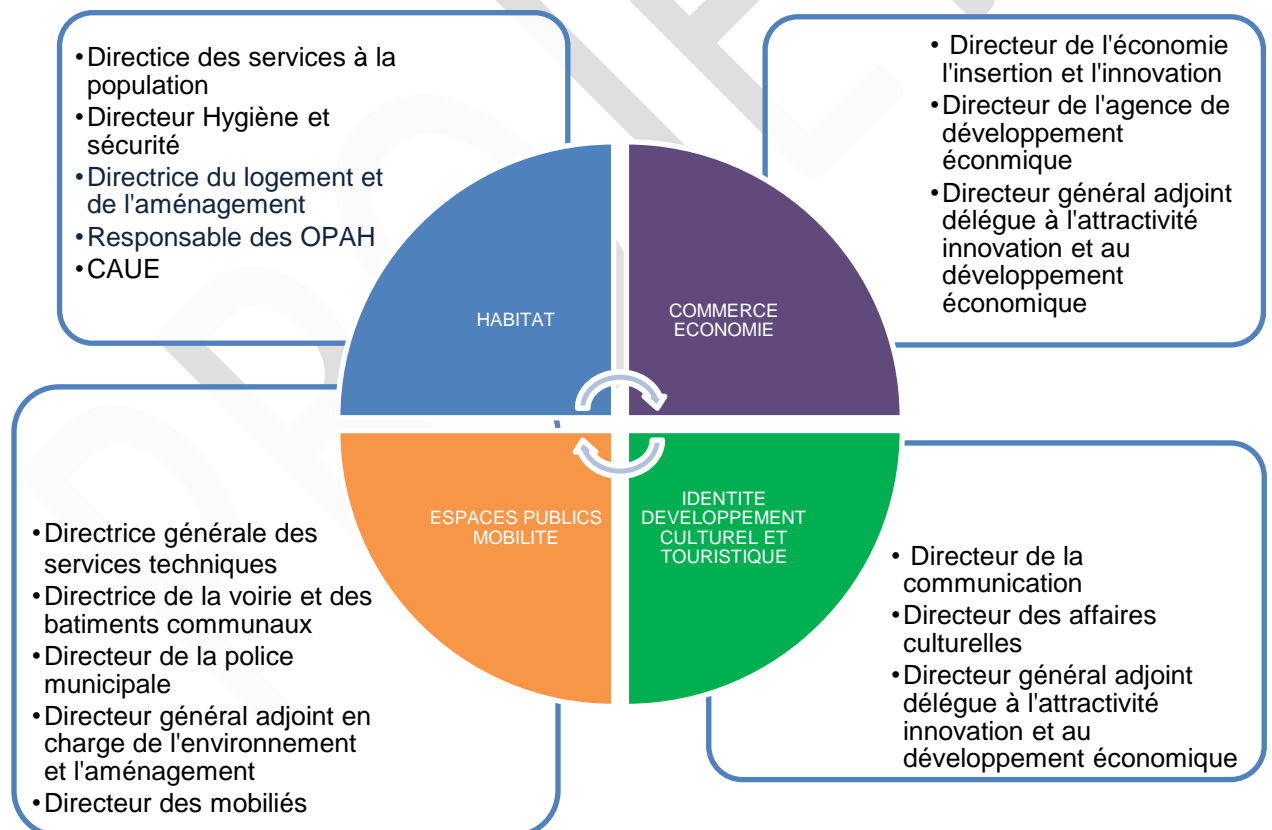 •Directice des services à la
population
•Directeur Hygiène et
sécurité
•Directrice du logement et
de l'aménagement
•Responsable des OPAH
•CAUE
• Directeur de l'économie
l'insertion et l'innovation
•Directeur de l'agence de
développement
éconmique
•Directeur général adjoint
délégue à l'attractivité
innovation et au
développement
économique
HABITAT
COMMERCE
ECONOMIE
ESPACES PUBLICS
MOBILITE
IDENTITE
DEVELOPPEMENT
CULTUREL ET
TOURISTIQUE
•Directrice générale des
services techniques
•Directrice de la voirie et des
batiments communaux
•Directeur de la police
municipale
•Directeur général adjoint en
charge de l'environnement
et l'aménagement
•Directeur des mobiliés
• Directeur de la
communication
•Directeur des affaires
culturelles
•Directeur général adjoint
délégue à l'attractivité
innovation et au
développement économique